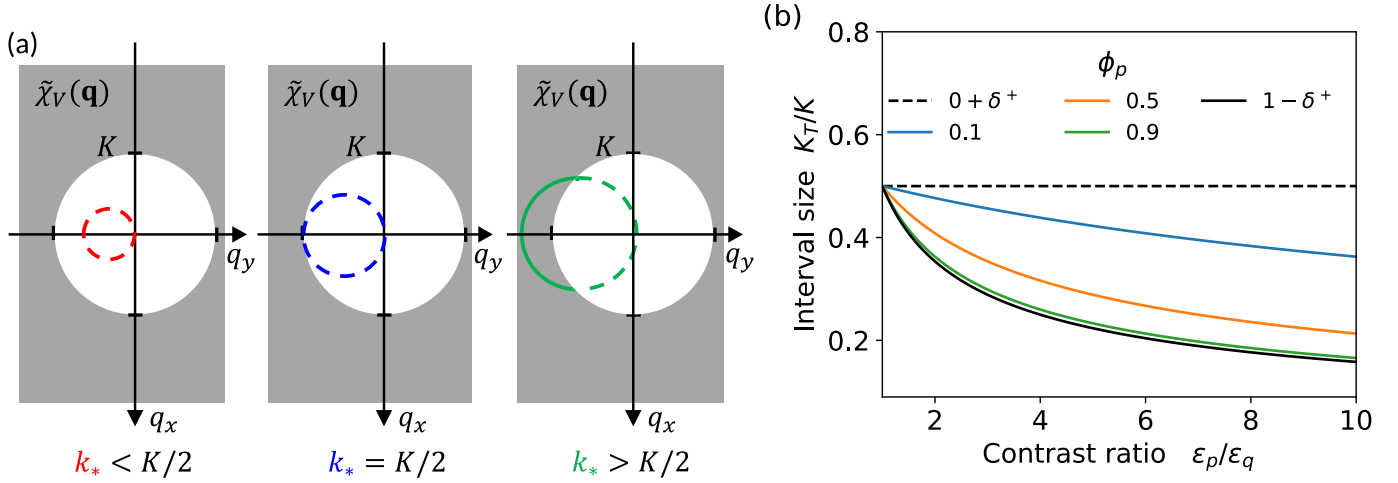 (a)
χ̃_V(q)
K
q_y
q_x
k_* < K/2
χ̃_V(q)
K
q_y
q_x
k_* = K/2
χ̃_V(q)
K
q_y
q_x
k_* > K/2
(b)
Interval size K_T/K
0.8
0.6
0.4
0.2
ϕ_p
0 + δ⁺
0.5
1 − δ⁺
0.1
0.9
2
4
6
8
10
Contrast ratio ε_p/ε_q